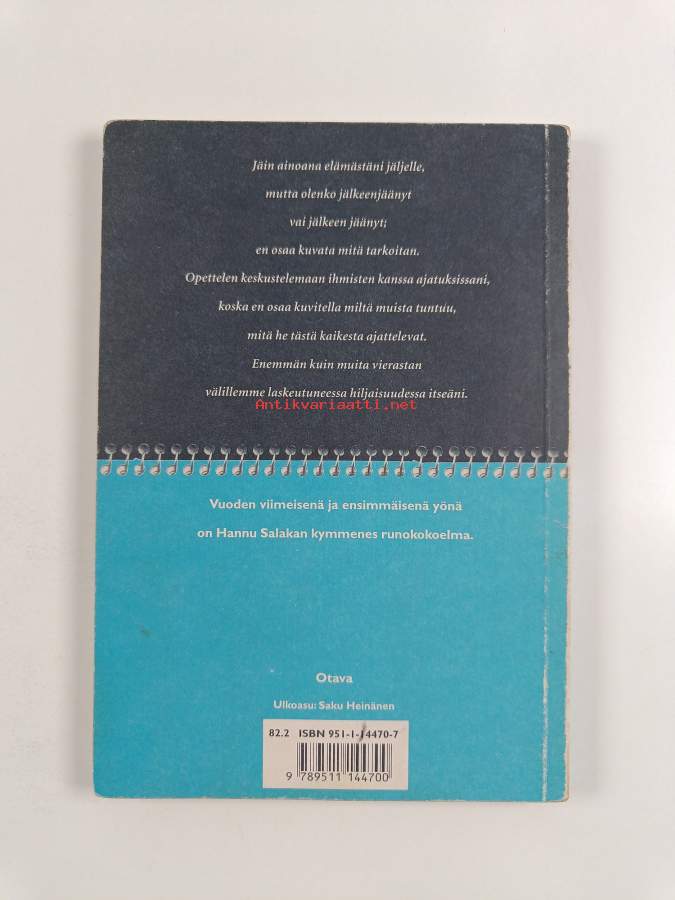 Jäin ainoana elämästäni jäljelle,
mutta olenko jälkeenjäänyt
vai jälkeen jäänyt;
en osaa kuvata mitä tarkoitan.
Opettelen keskustelemaan ihmisten kanssa ajatuksissani,
koska en osaa kuvitella miltä muista tuntuu,
mitä he tästä kaikesta ajattelevat.
Enemmän kuin muita vierastan
välillemme laskeutuneessa hiljaisuudessa itseäni.
Antikvariaatti.net
Vuoden viimeisenä ja ensimmäisenä yönä
on Hannu Salakan kymmenes runokokoelma.
Otava
Ulkoasu: Saku Heinänen
82.2 ISBN 951-1-14470-7
9 789511 144700